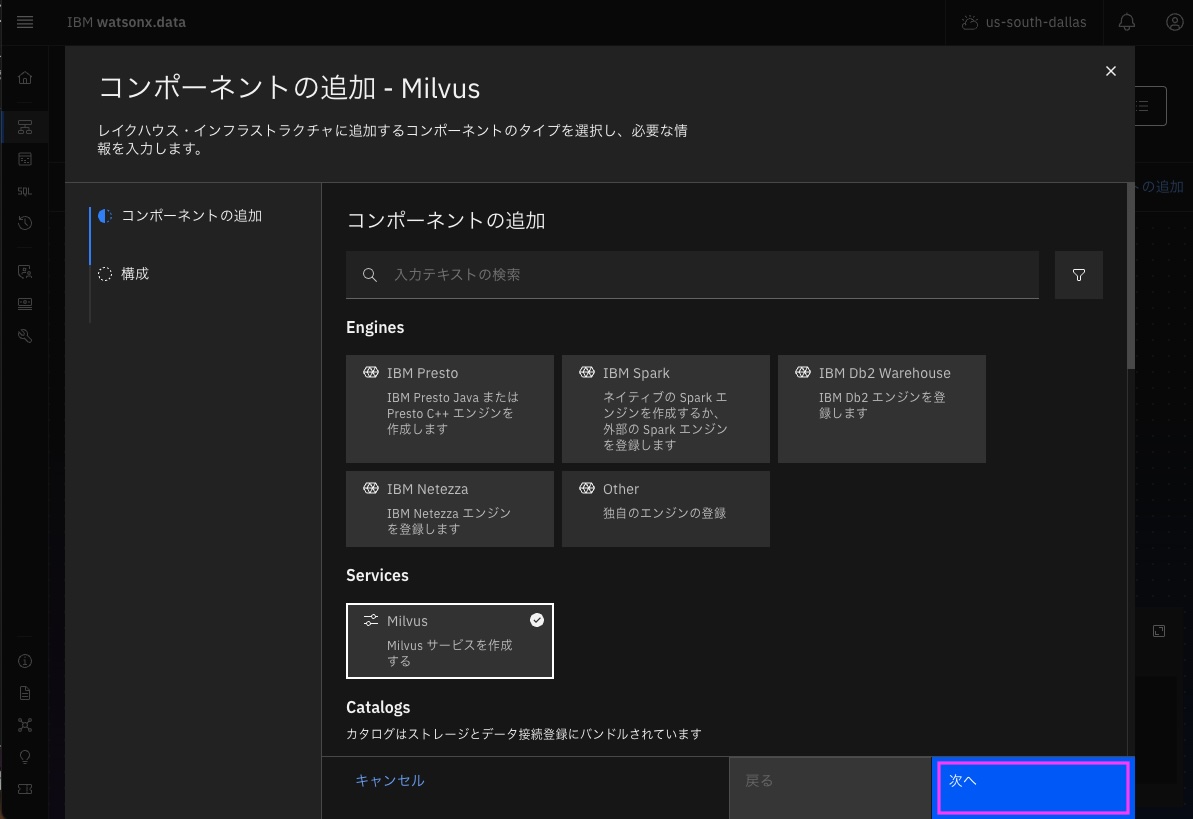 IBM watsonx.data
us-south-dallas
コンポーネントの追加 - Milvus
レイクハウス・インフラストラクチャに追加するコンポーネントのタイプを選択し、必要な情
報を入力します。
の追加
SQL
コンポーネントの追加
構成
コンポーネントの追加
入力テキストの検索
Engines
IBM Presto
IBM Presto Java または
Presto C++ エンジンを
作成します
IBM Spark
ネイティブの Spark エ
ンジンを作成するか、
外部の Spark エンジン
を登録します
IBM Db2 Warehouse
IBM Db2 エンジンを登
録します
IBM Netezza
IBM Netezza エンジン
を登録します
Other
独自のエンジンの登録
Services
Milvus
Milvus サービスを作成
する
Catalogs
カタログはストレージとデータ接続登録にバンドルされています
キャンセル
戻る
次へ